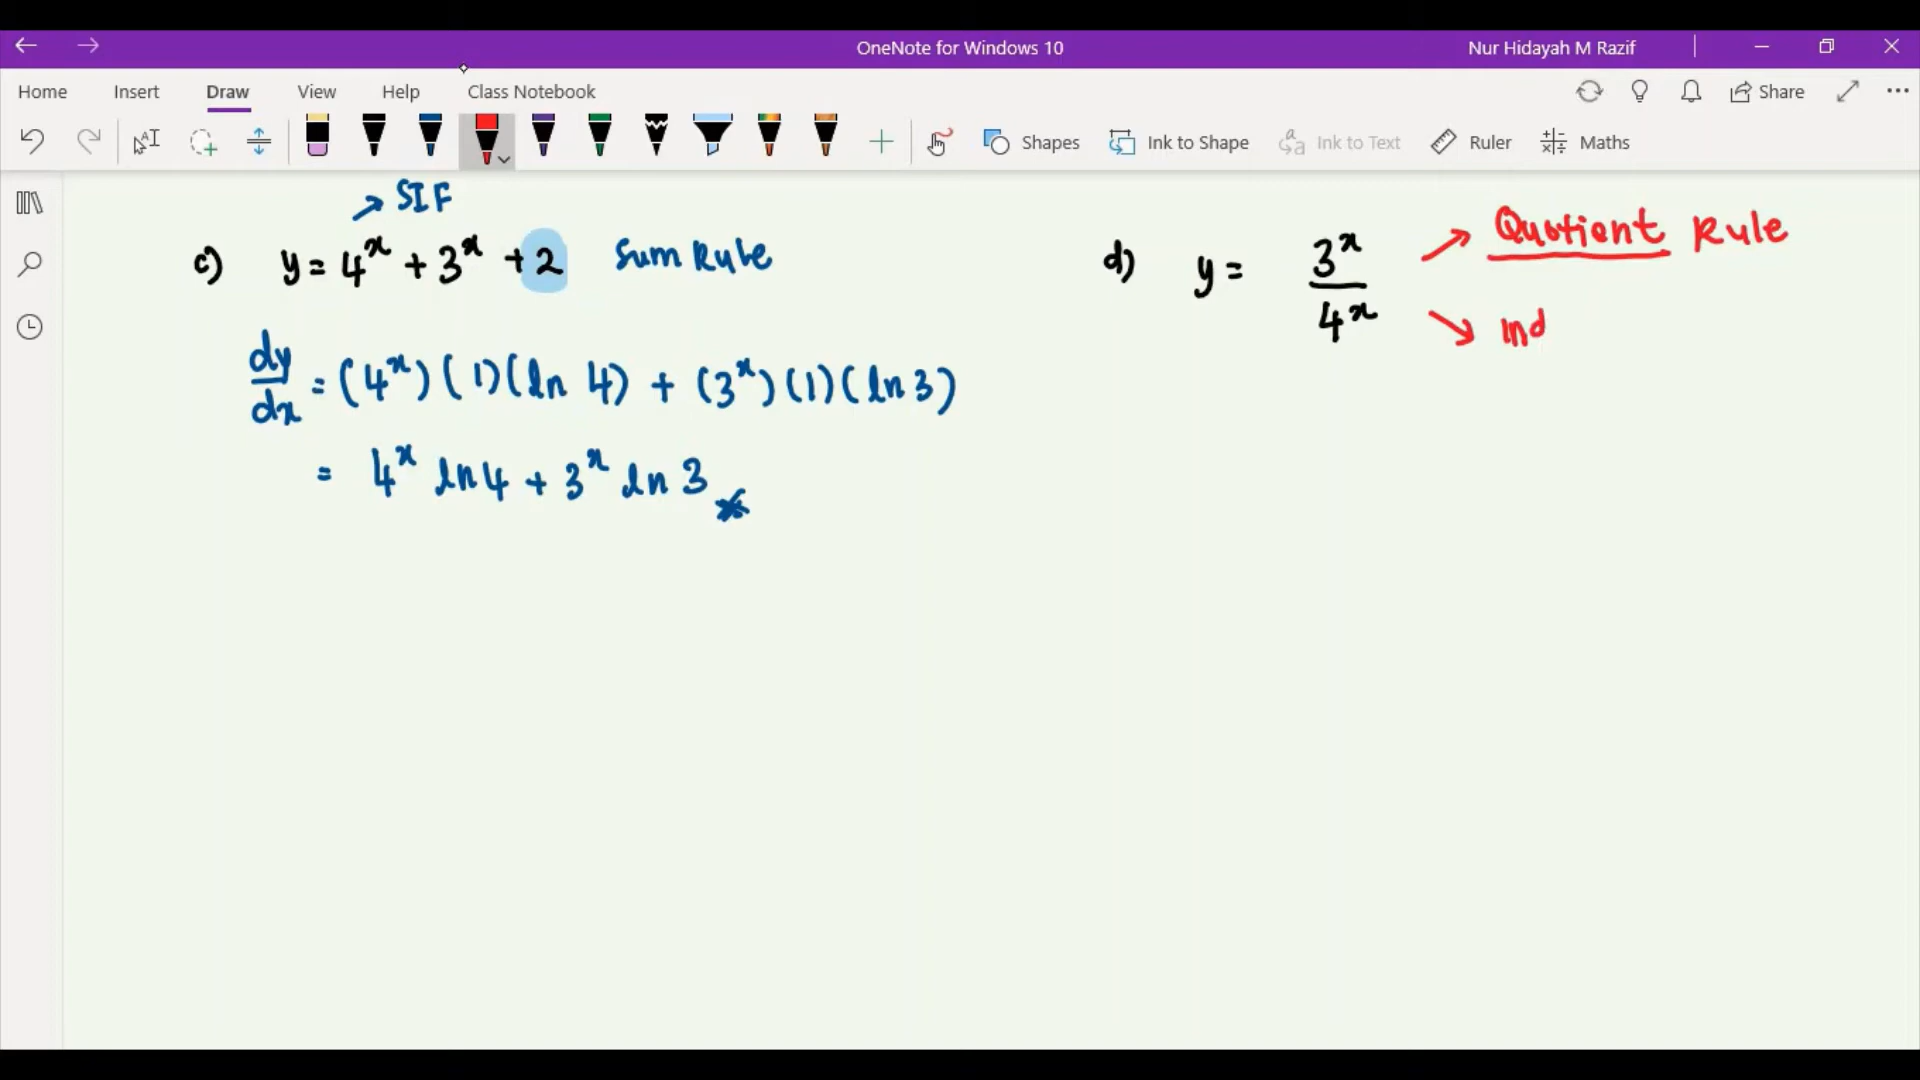 OneNote for Windows 10
Nur Hidayah M Razif
Home Insert Draw View Help Class Notebook Share
Shapes Ink to Shape Ink to Text Ruler Maths
→ SIF
c) y = 4^x + 3^x + 2 Sum Rule
dy/dx = (4^x)(1)(ln 4) + (3^x)(1)(ln 3)
= 4^x ln 4 + 3^x ln 3
d) y = 3^x/4^x
→ Quotient Rule
→ Ind